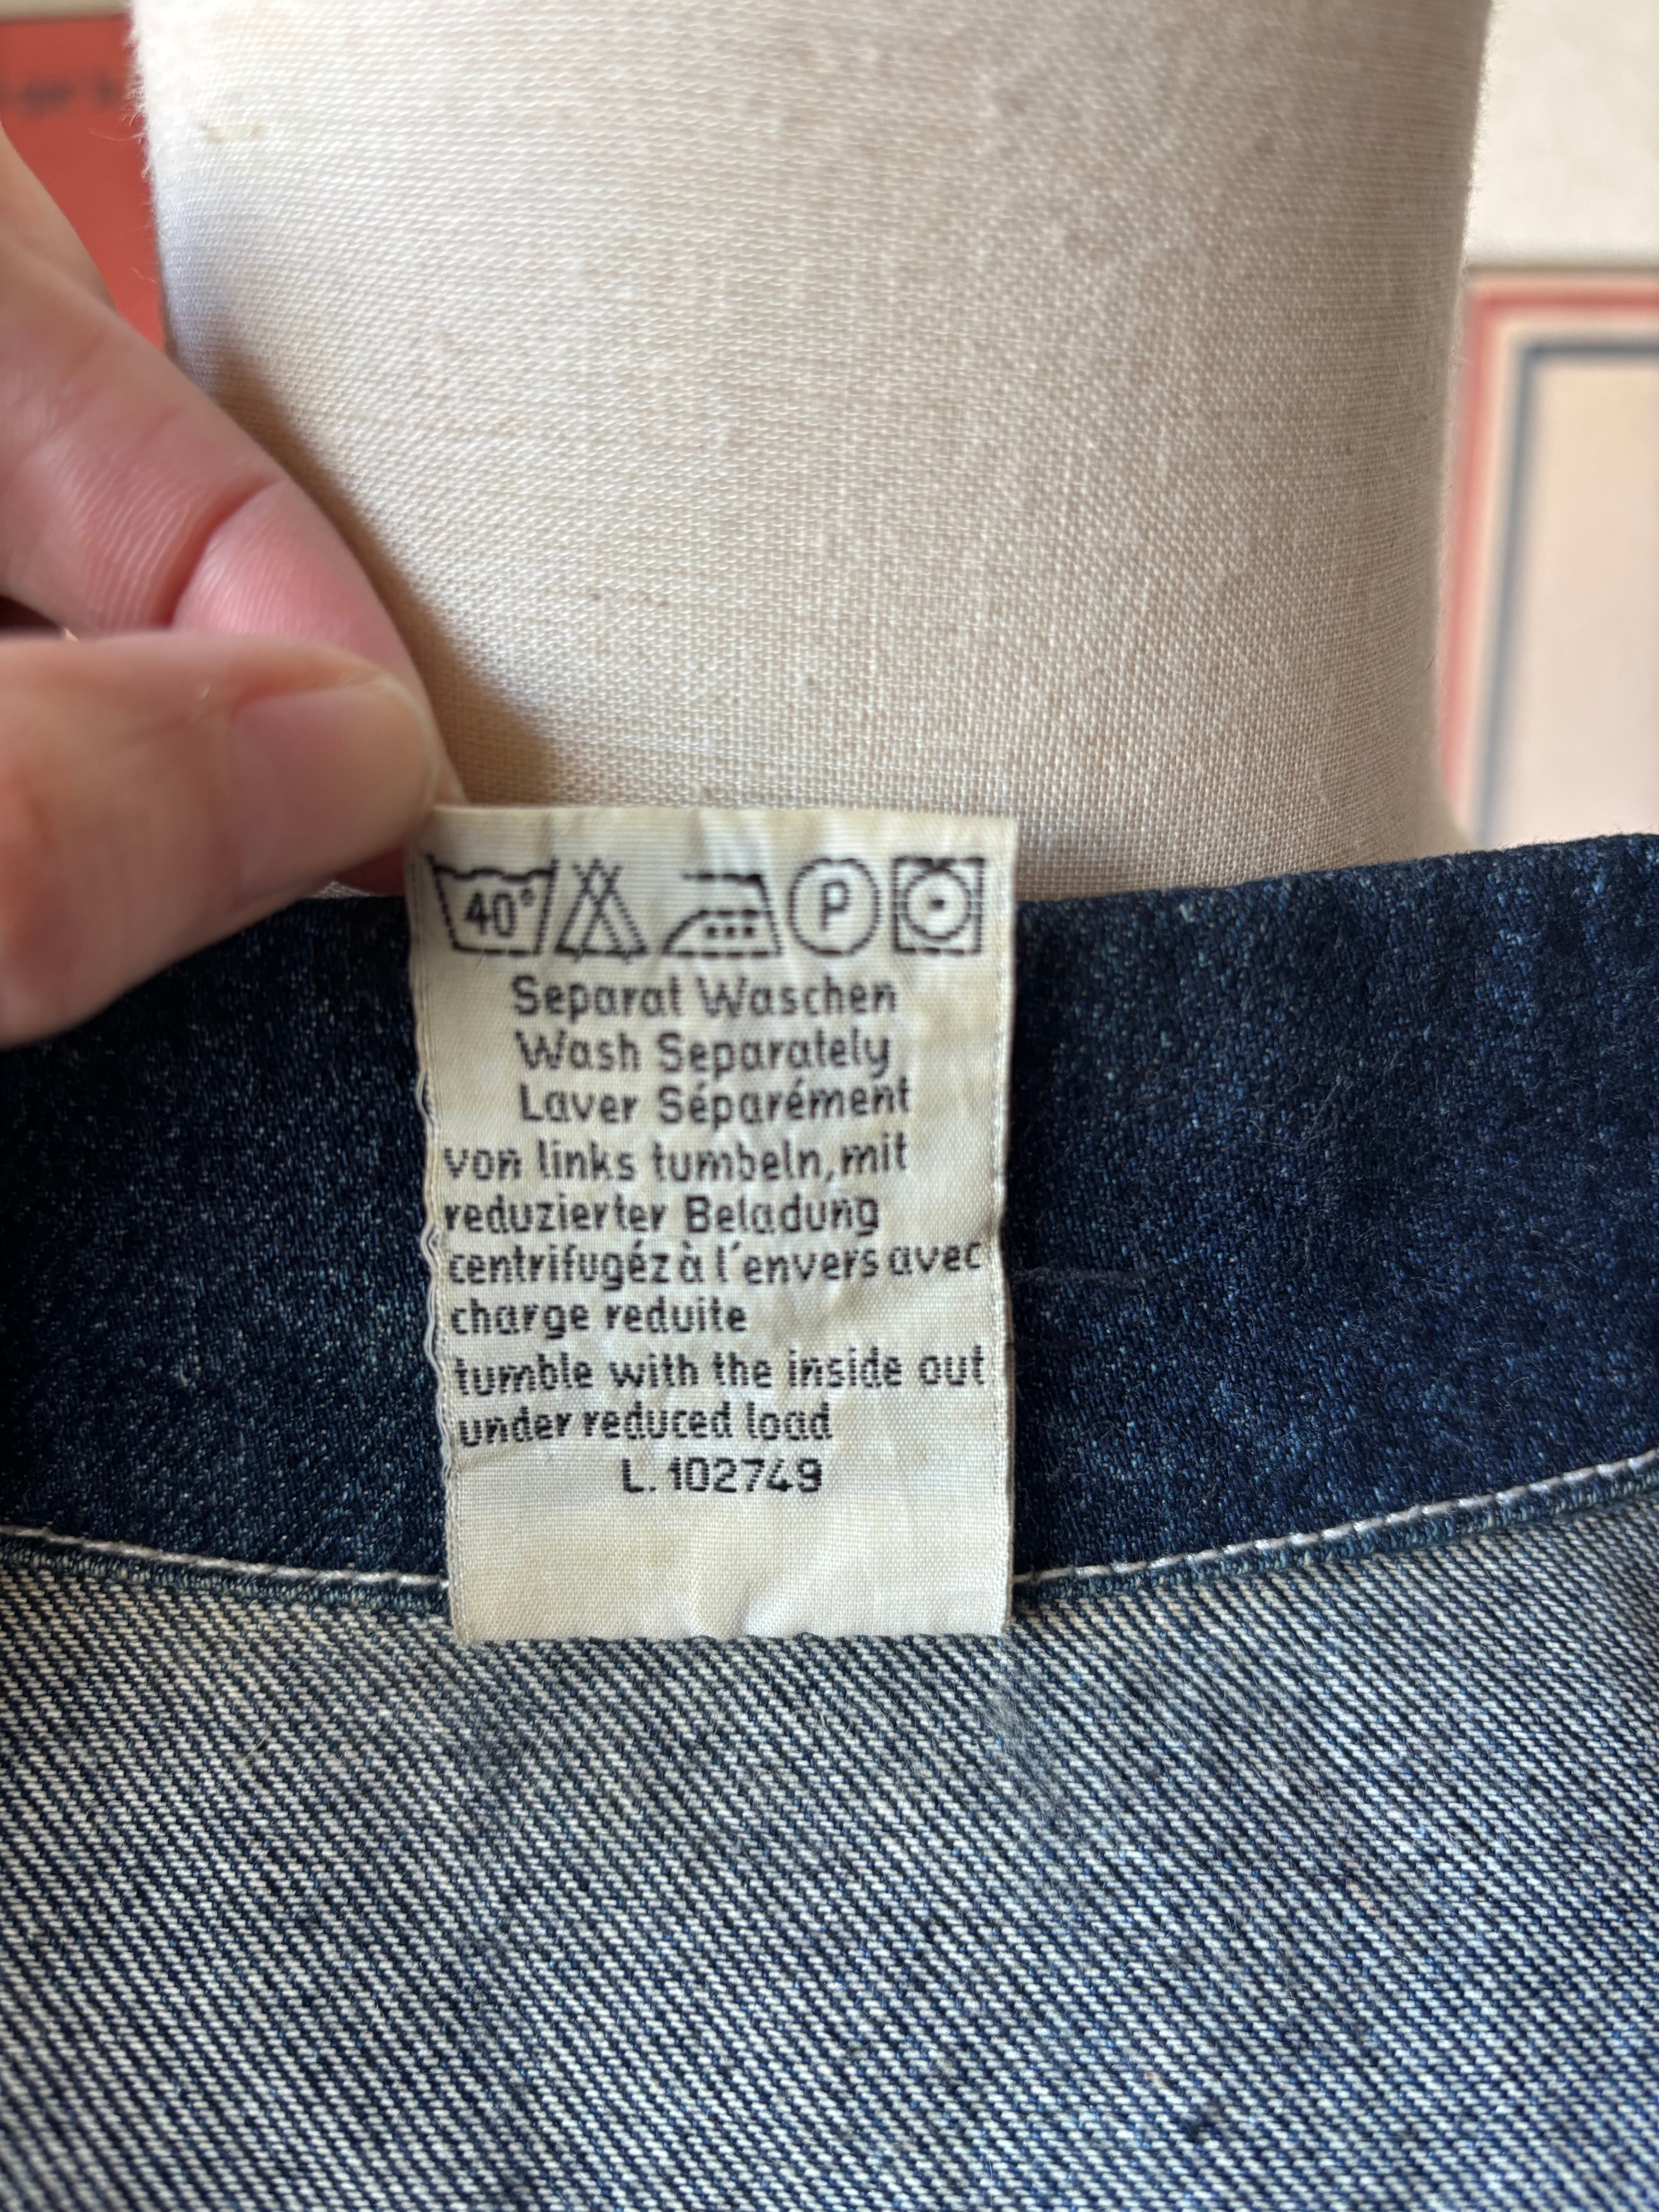 40°
P
Separat Waschen
Wash Separately
Laver Séparément
von links tumbeln, mit
reduzierter Beladung
centrifugéz à l'envers avec
charge reduite
tumble with the inside out
under reduced load
L. 102749